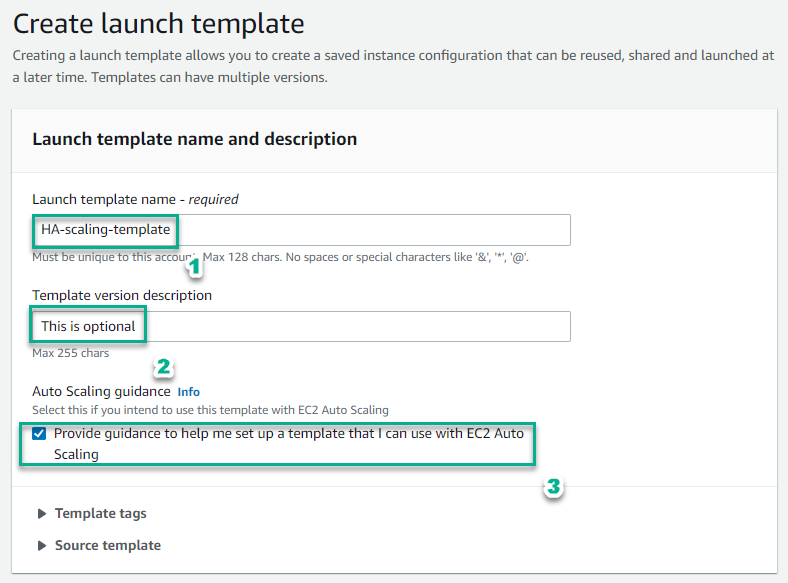 Create launch template
Creating a launch template allows you to create a saved instance configuration that can be reused, shared and launched at
a later time. Templates can have multiple versions.
Launch template name and description
Launch template name - required
HA-scaling-template
Must be unique to this account. Max 128 chars. No spaces or special characters like '&', '*', '@'.
1
Template version description
This is optional
Max 255 chars
2
Auto Scaling guidance Info
Select this if you intend to use this template with EC2 Auto Scaling
Provide guidance to help me set up a template that I can use with EC2 Auto
Scaling
3
Template tags
Source template